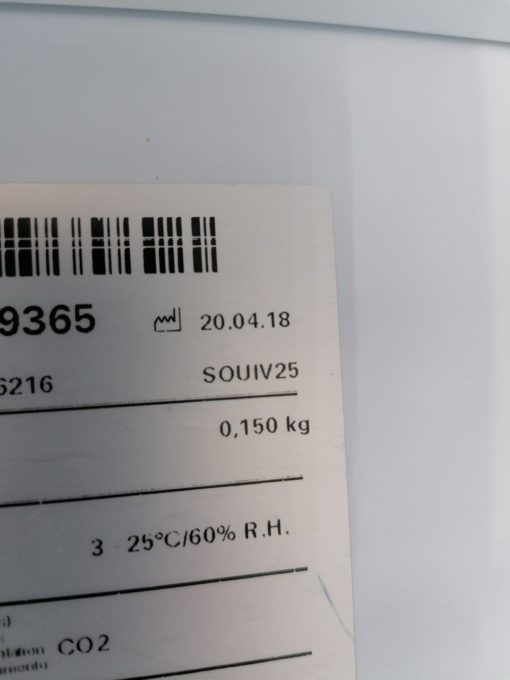 9365 20.04.18
6216 SOUIV25
0,150 kg
3 25°C/60% R.H.
CO2